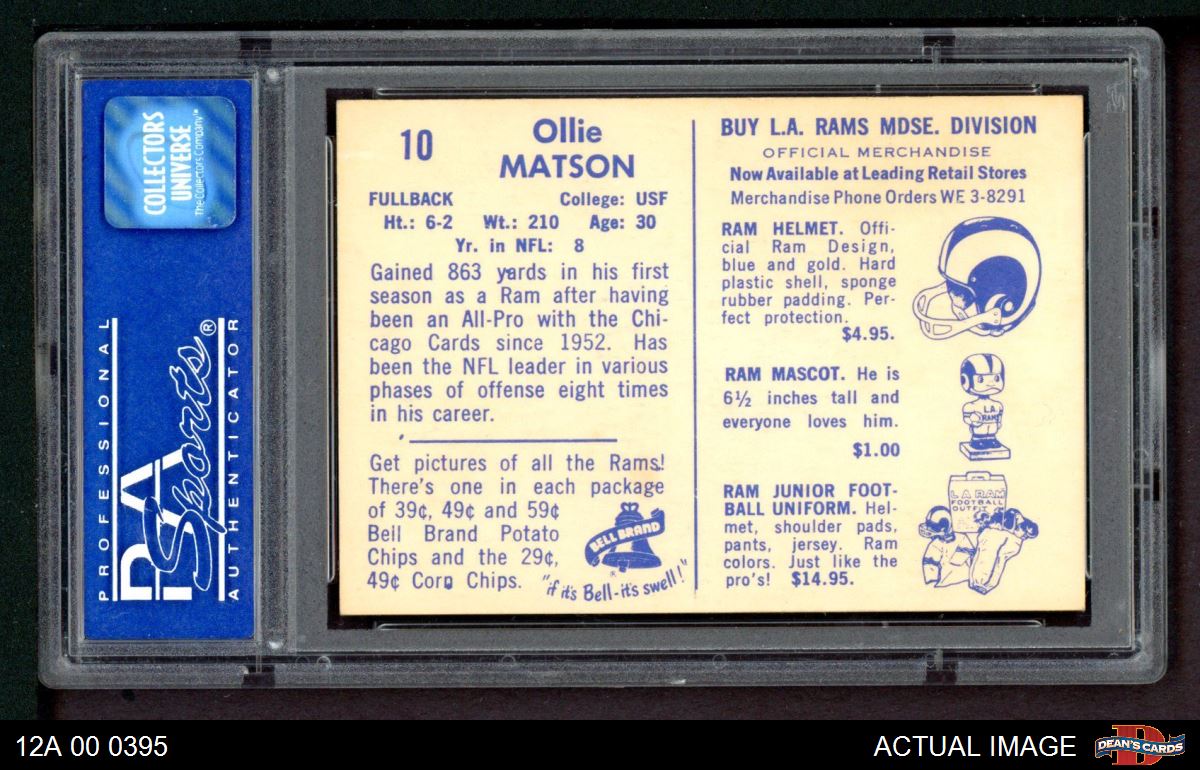 COLLECTORS
UNIVERSE
The Collectors Company™
PROFESSIONAL
PSA
Sports®
AUTHENTICATOR
10
Ollie
MATSON
FULLBACK College: USF
Ht.: 6-2 Wt.: 210 Age: 30
Yr. in NFL: 8
Gained 863 yards in his first
season as a Ram after having
been an All-Pro with the Chi-
cago Cards since 1952. Has
been the NFL leader in various
phases of offense eight times
in his career.
Get pictures of all the Rams!
There's one in each package
of 39¢, 49¢ and 59¢
Bell Brand Potato
Chips and the 29¢,
49¢ Corn Chips.
BELL BRAND
®
"if it's Bell-it's swell!"
BUY L.A. RAMS MDSE. DIVISION
OFFICIAL MERCHANDISE
Now Available at Leading Retail Stores
Merchandise Phone Orders WE 3-8291
RAM HELMET. Offi-
cial Ram Design,
blue and gold. Hard
plastic shell, sponge
rubber padding. Per-
fect protection.
$4.95.
RAM MASCOT. He is
6½ inches tall and
everyone loves him.
$1.00
L.A.
RAMS
RAM JUNIOR FOOT-
BALL UNIFORM. Hel-
met, shoulder pads,
pants, jersey. Ram
colors. Just like the
pro's! $14.95.
L A RAM
FOOTBALL
OUTFIT
12A 00 0395
ACTUAL IMAGE
D
DEAN'S CARDS